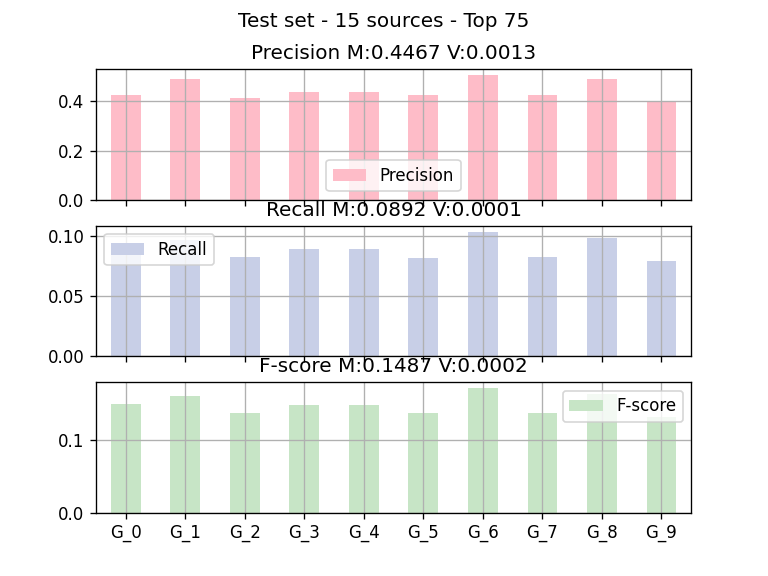 Test set - 15 sources - Top 75
Precision M:0.4467 V:0.0013
0.4
0.2
0.0
Precision
Recall M:0.0892 V:0.0001
0.10
0.05
0.00
Recall
F-score M:0.1487 V:0.0002
0.1
0.0
F-score
G_0 G_1 G_2 G_3 G_4 G_5 G_6 G_7 G_8 G_9